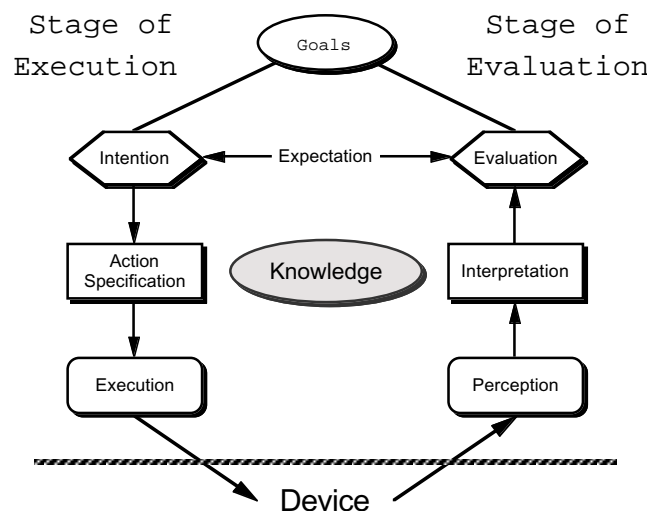 Stage of
Execution
Goals
Stage of
Evaluation
Intention
Expectation
Evaluation
Action
Specification
Knowledge
Interpretation
Execution
Perception
Device